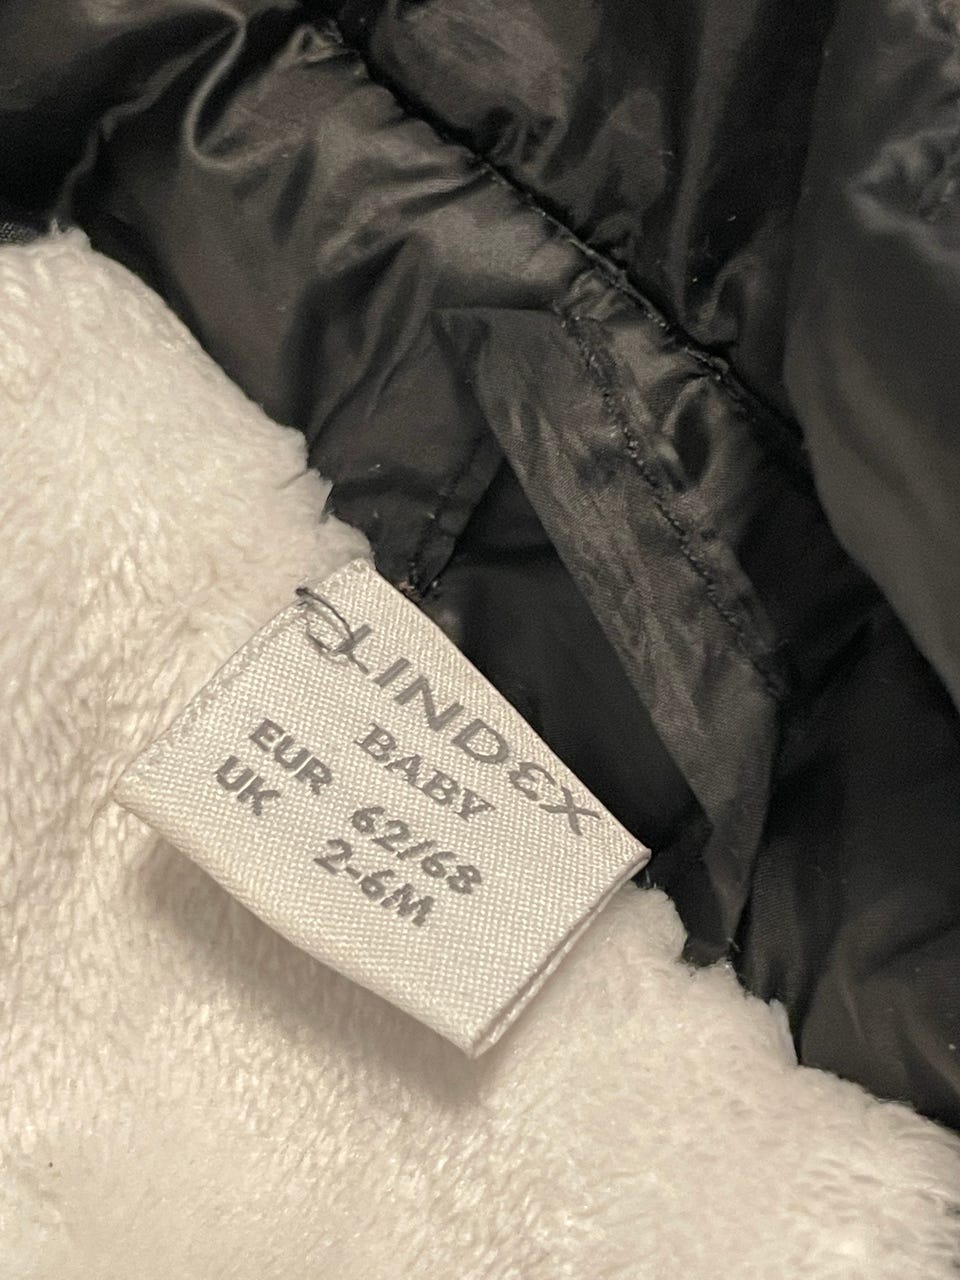 LINDEX
BABY
EUR 62/68
UK 2-6M